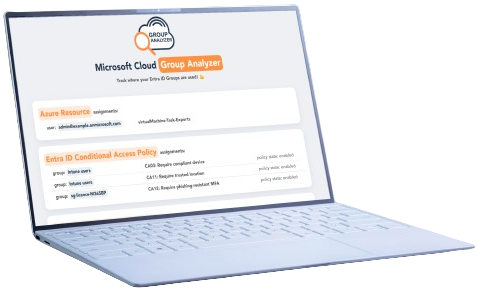 GROUP
ANALYZER
Microsoft Cloud Group Analyzer
Track where your Entra ID Groups are used! 💪
Azure Resource assignments:
user: admin@example.onmicrosoft.com virtualMachine-Task-Exports
Entra ID Conditional Access Policy assignments:
group: Intune users CA03: Require compliant device policy state: enabled
group: Intune users CA11: Require trusted location policy state: enabled
group: CA12: Require phishing-resistant MFA policy state: enabled